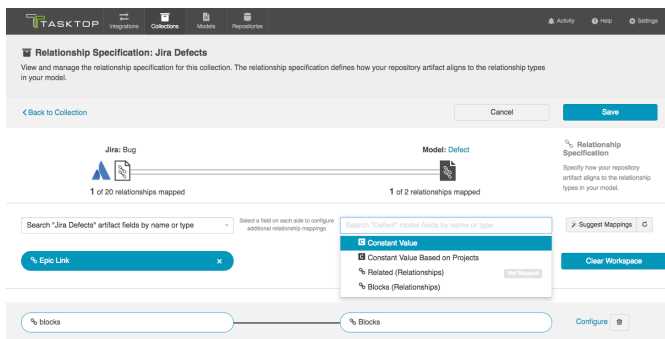 TASKTOP
Integrations
Collections
Models
Repositories
Activity
Help
Settings
Relationship Specification: Jira Defects
View and manage the relationship specification for this collection. The relationship specification defines how your repository artifact aligns to the relationship types
in your model.
Back to Collection
Cancel
Save
Jira: Bug
Model: Defect
1 of 20 relationships mapped
1 of 2 relationships mapped
Relationship
Specification
Specify how your repository
artifact aligns to the relationship
types in your model.
Search "Jira Defects" artifact fields by name or type
Select a field on each side to configure
additional relationship mappings
Search "Defect" model fields by name or type
Suggest Mappings
Epic Link x
C Constant Value
C Constant Value Based on Projects
Related (Relationships) Not Mapped
Blocks (Relationships)
Clear Workspace
blocks
Blocks
Configure